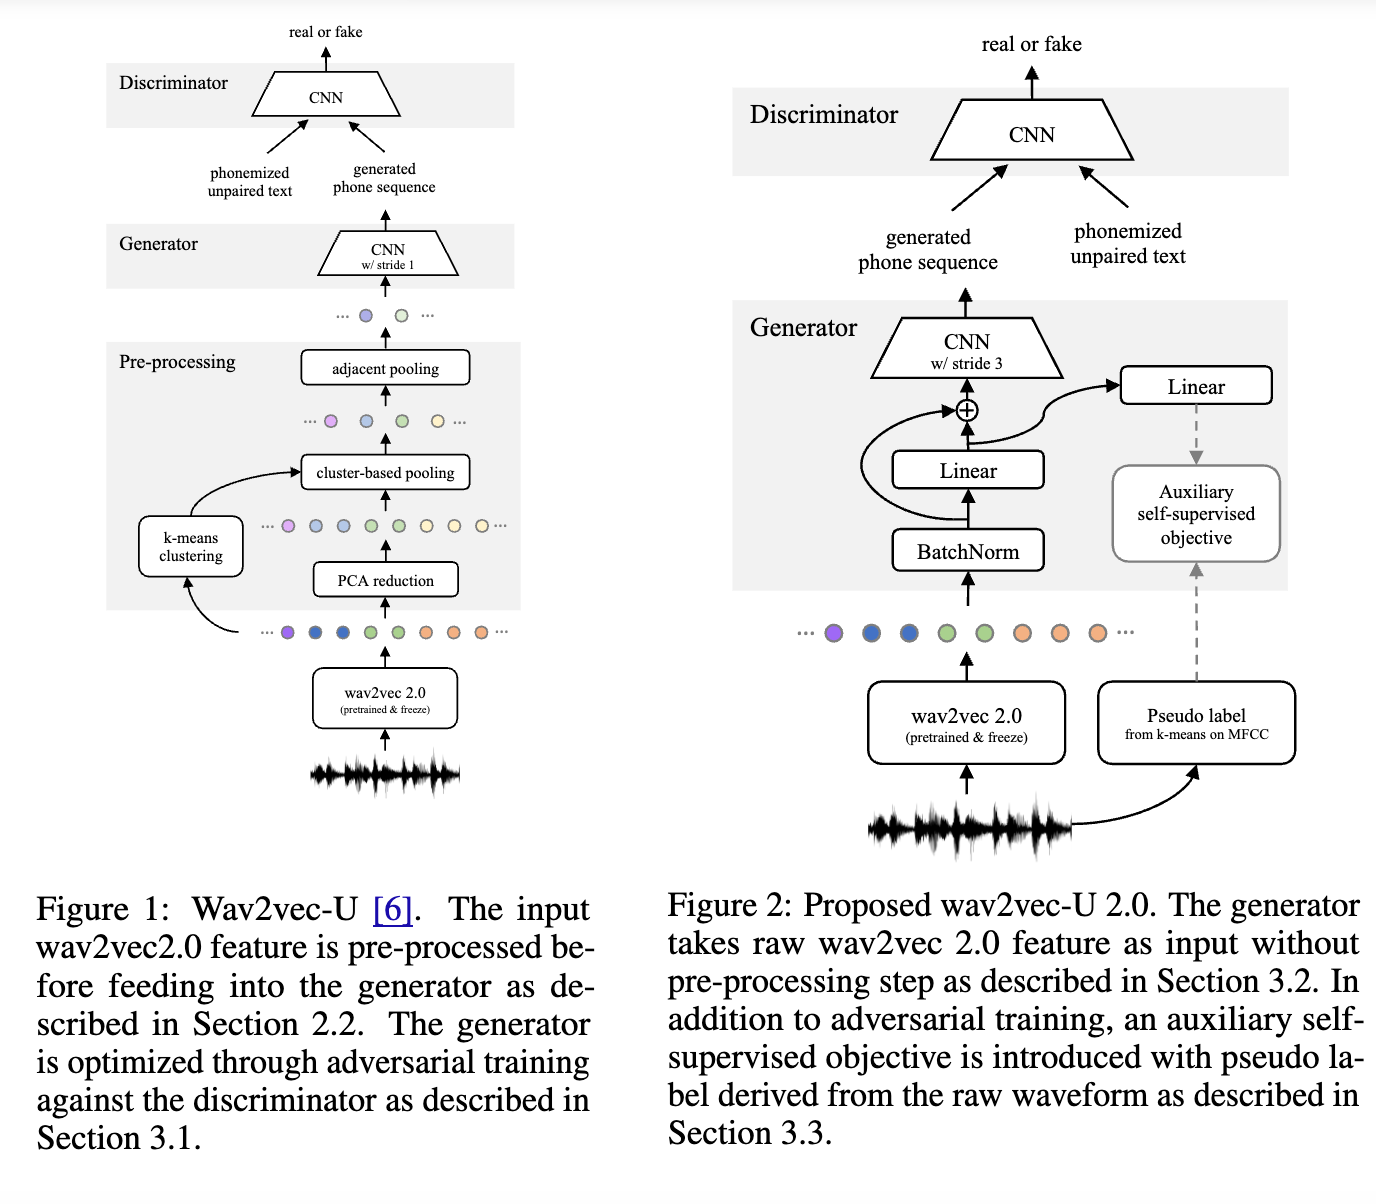 real or fake
Discriminator
CNN
phonemized
unpaired text
generated
phone sequence
Generator
CNN
w/ stride 1
... ...
Pre-processing
adjacent pooling
... ...
cluster-based pooling
k-means
clustering
... ...
PCA reduction
... ...
wav2vec 2.0
(pretrained & freeze)
Figure 1: Wav2vec-U [6]. The input
wav2vec2.0 feature is pre-processed be-
fore feeding into the generator as de-
scribed in Section 2.2. The generator
is optimized through adversarial training
against the discriminator as described in
Section 3.1.
real or fake
Discriminator
CNN
generated
phone sequence
phonemized
unpaired text
Generator
CNN
w/ stride 3
Linear
Linear
Auxiliary
self-supervised
objective
BatchNorm
... ...
wav2vec 2.0
(pretrained & freeze)
Pseudo label
from k-means on MFCC
Figure 2: Proposed wav2vec-U 2.0. The generator
takes raw wav2vec 2.0 feature as input without
pre-processing step as described in Section 3.2. In
addition to adversarial training, an auxiliary self-
supervised objective is introduced with pseudo la-
bel derived from the raw waveform as described in
Section 3.3.